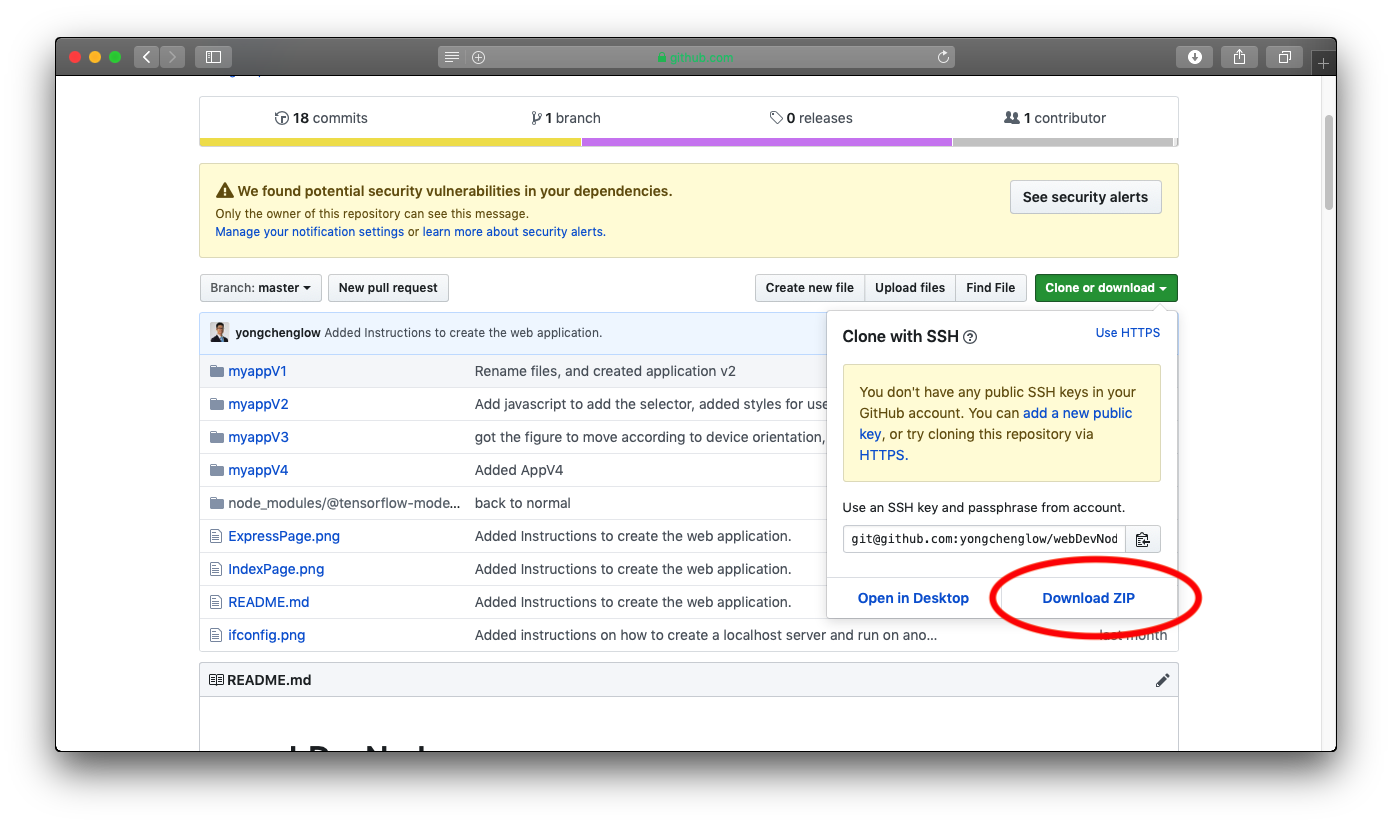 github.com
18 commits
1 branch
0 releases
1 contributor
We found potential security vulnerabilities in your dependencies.
Only the owner of this repository can see this message.
Manage your notification settings or learn more about security alerts.
See security alerts
Branch: master
New pull request
Create new file
Upload files
Find File
Clone or download
yongchenglow Added Instructions to create the web application.
myappV1 Rename files, and created application v2
myappV2 Add javascript to add the selector, added styles for use
myappV3 got the figure to move according to device orientation,
myappV4 Added AppV4
node_modules/@tensorflow-mode... back to normal
ExpressPage.png Added Instructions to create the web application.
IndexPage.png Added Instructions to create the web application.
README.md Added Instructions to create the web application.
ifconfig.png Added instructions on how to create a localhost server and run on ano... last month
Clone with SSH
Use HTTPS
You don't have any public SSH keys in your
GitHub account. You can add a new public
key, or try cloning this repository via
HTTPS.
Use an SSH key and passphrase from account.
git@github.com:yongchenglow/webDevNod
Open in Desktop
Download ZIP
README.md